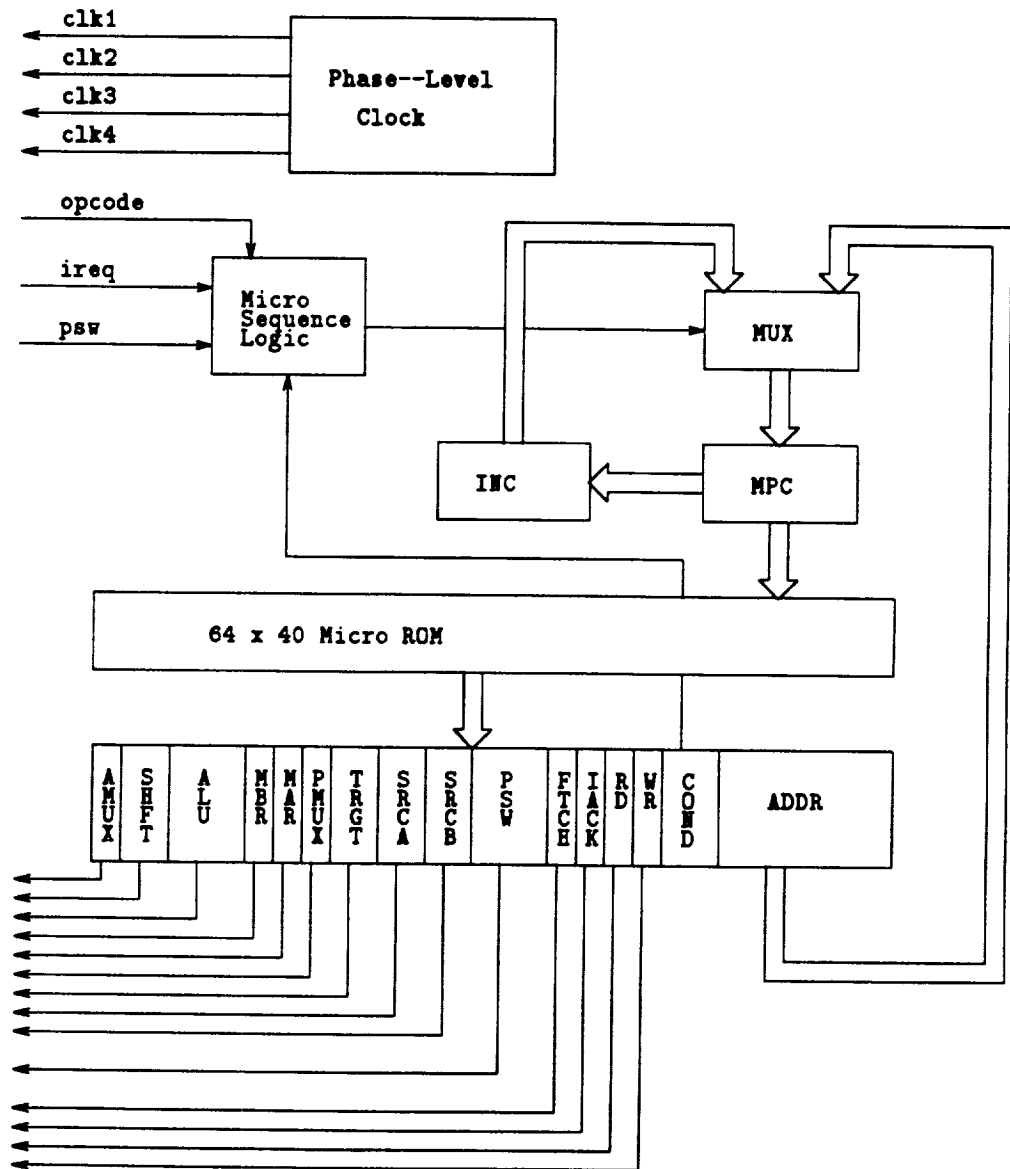 clk1
clk2
clk3
clk4
Phase--Level
Clock
opcode
ireq
psw
Micro
Sequence
Logic
MUX
INC
MPC
64 x 40 Micro ROM
AMUX
SHFT
ALU
MBR
MAR
PMUX
TRGT
SRCA
SRCB
PSW
FTCH
IACK
RD
WR
COND
ADDR